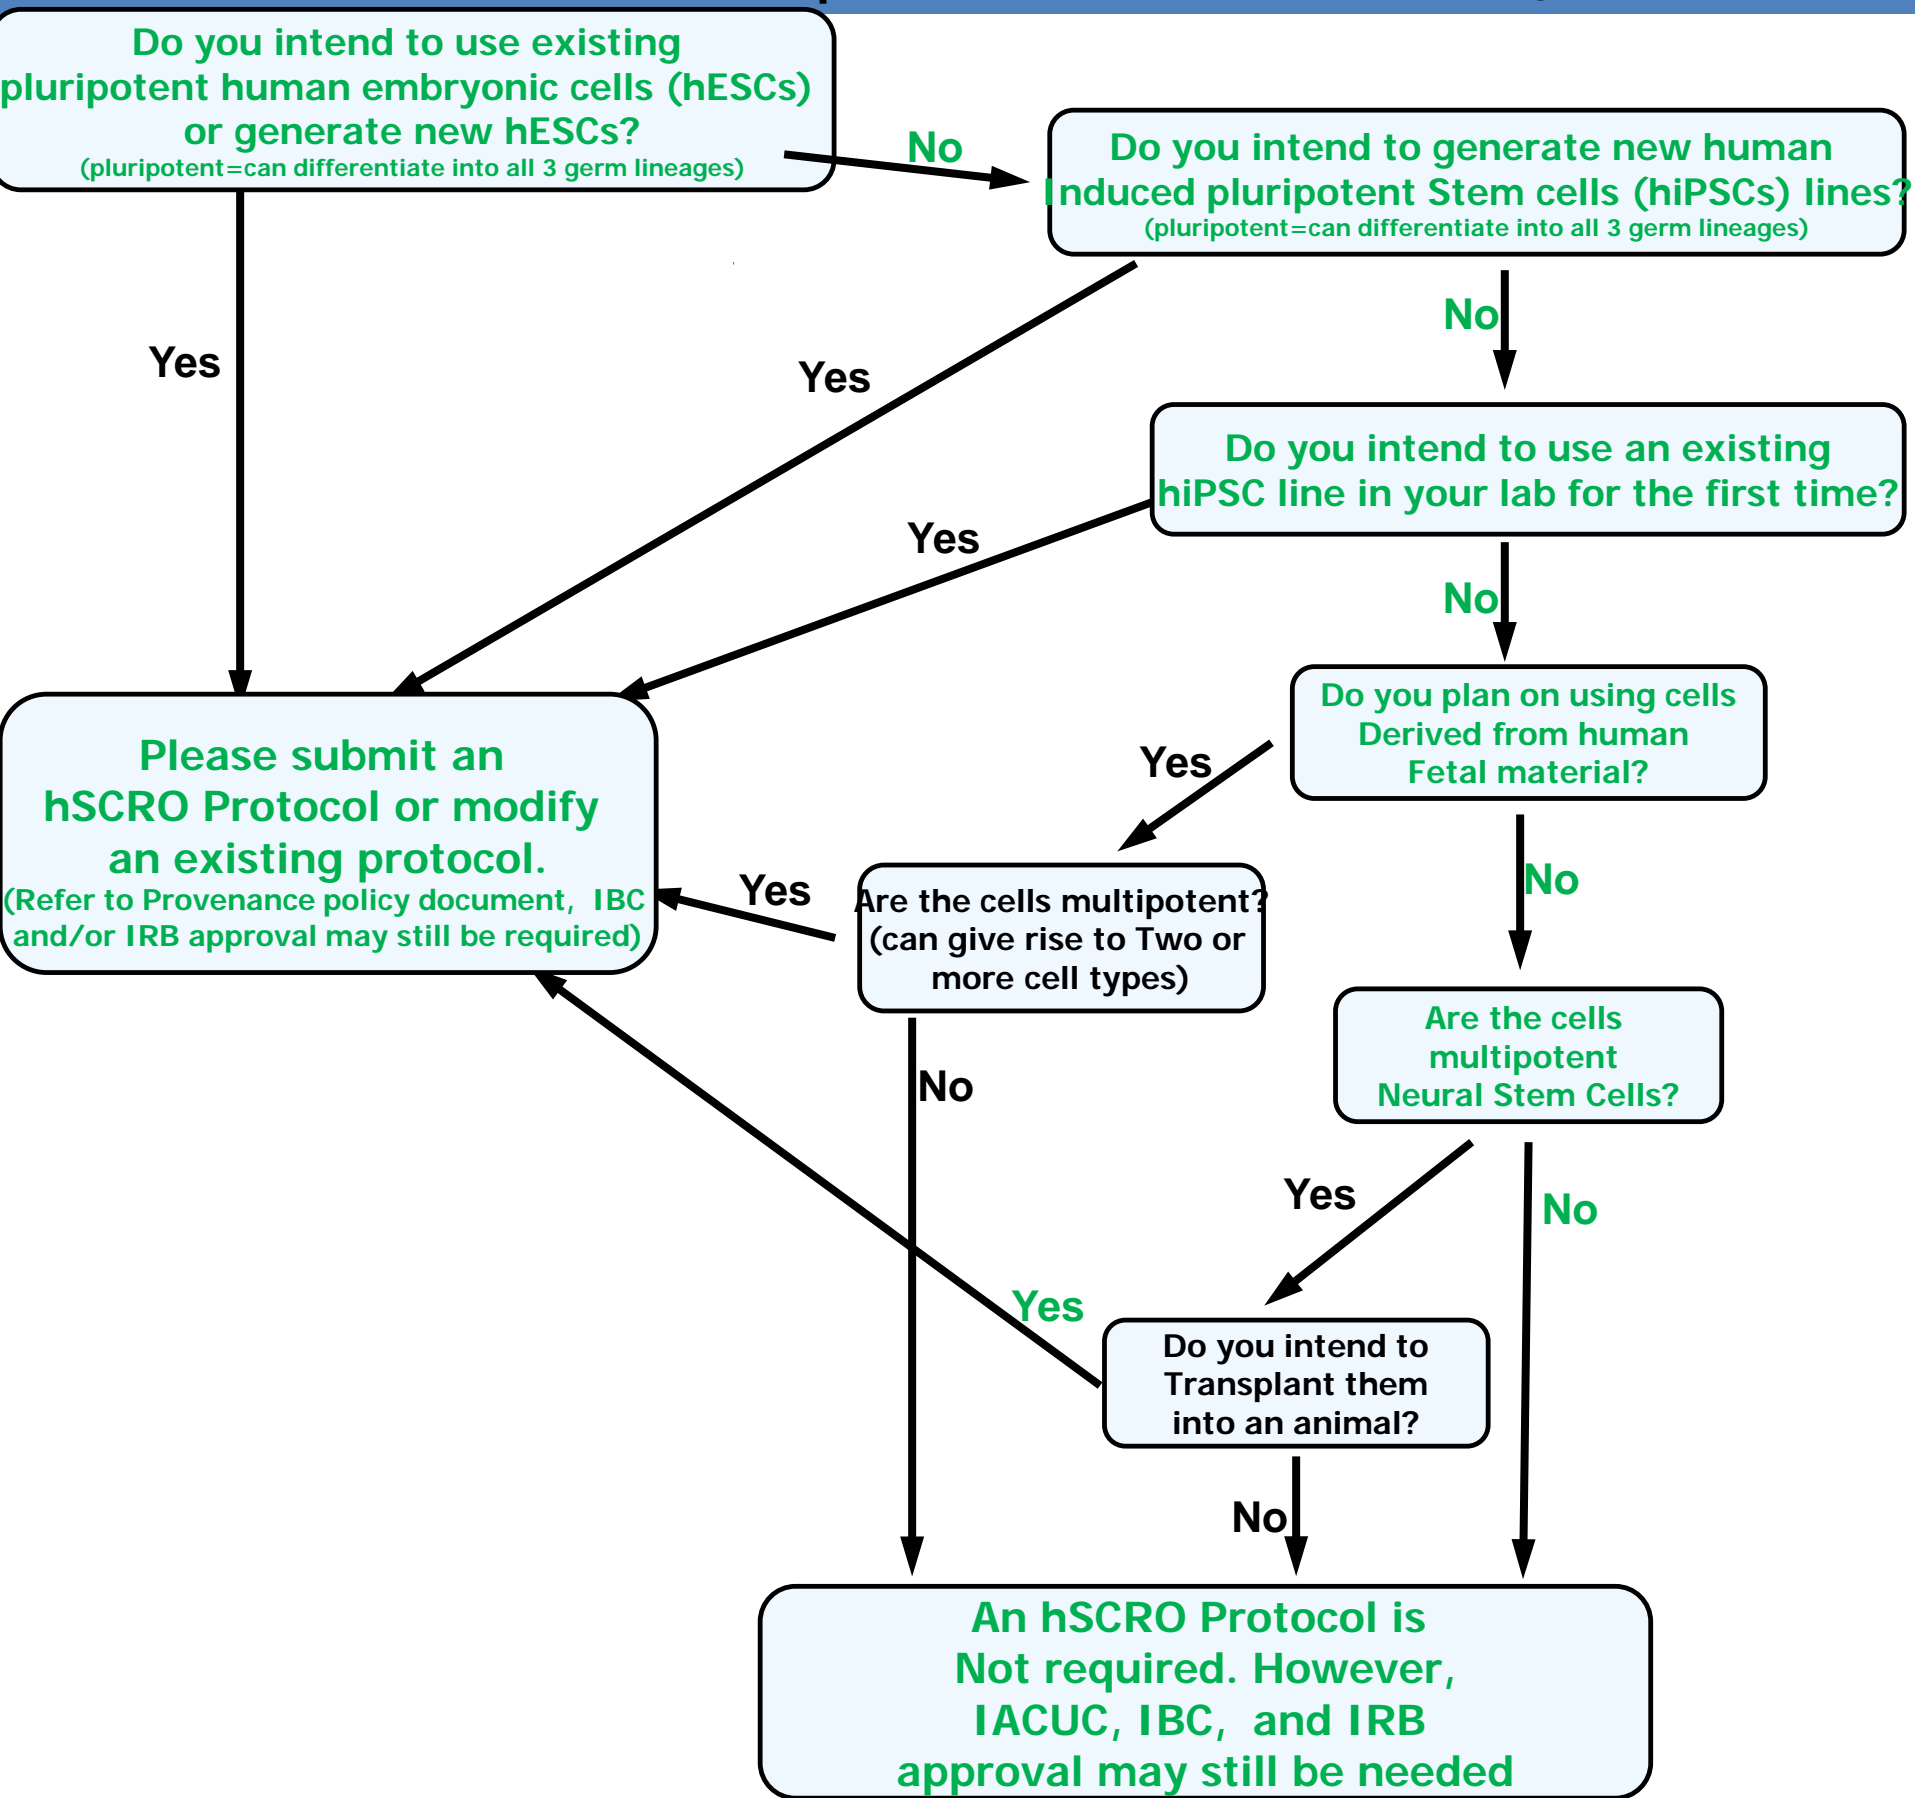 Do you intend to use existing
pluripotent human embryonic cells (hESCs)
or generate new hESCs?
(pluripotent=can differentiate into all 3 germ lineages)
No
Do you intend to generate new human
Induced pluripotent Stem cells (hiPSCs) lines?
(pluripotent=can differentiate into all 3 germ lineages)
No
Yes
Yes
Do you intend to use an existing
hiPSC line in your lab for the first time?
Yes
No
Do you plan on using cells
Derived from human
Fetal material?
Yes
Please submit an
hSCRO Protocol or modify
an existing protocol.
(Refer to Provenance policy document, IBC
and/or IRB approval may still be required)
Yes
Are the cells multipotent?
(can give rise to Two or
more cell types)
No
Are the cells
multipotent
Neural Stem Cells?
No
Yes
No
Yes
Do you intend to
Transplant them
into an animal?
No
An hSCRO Protocol is
Not required. However,
IACUC, IBC, and IRB
approval may still be needed